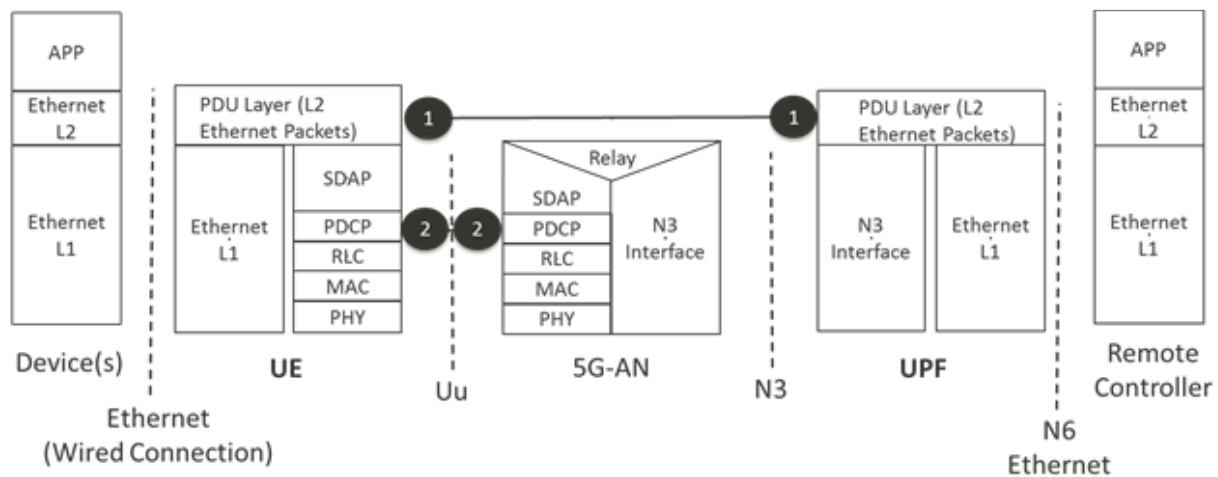 APP
Ethernet
L2
Ethernet
L1
Device(s)
Ethernet
(Wired Connection)
PDU Layer (L2
Ethernet Packets)
Ethernet
L1
SDAP
PDCP
RLC
MAC
PHY
UE
1
1
2
2
Uu
Relay
SDAP
PDCP
RLC
MAC
PHY
N3
Interface
5G-AN
N3
PDU Layer (L2
Ethernet Packets)
N3
Interface
Ethernet
L1
UPF
N6
Ethernet
APP
Ethernet
L2
Ethernet
L1
Remote
Controller